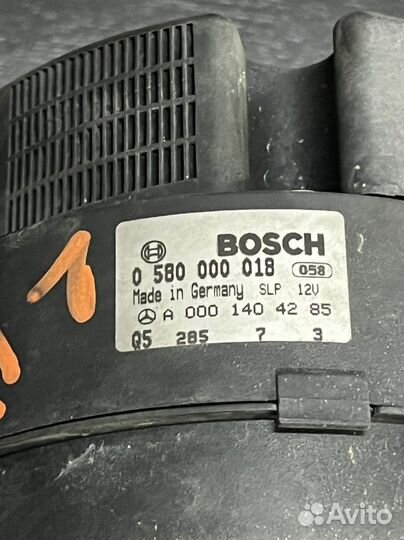 BOSCH
0 580 000 018 058
Made in Germany SLP 12V
A 000 140 42 85
Q5 285 7 3
1
Avito